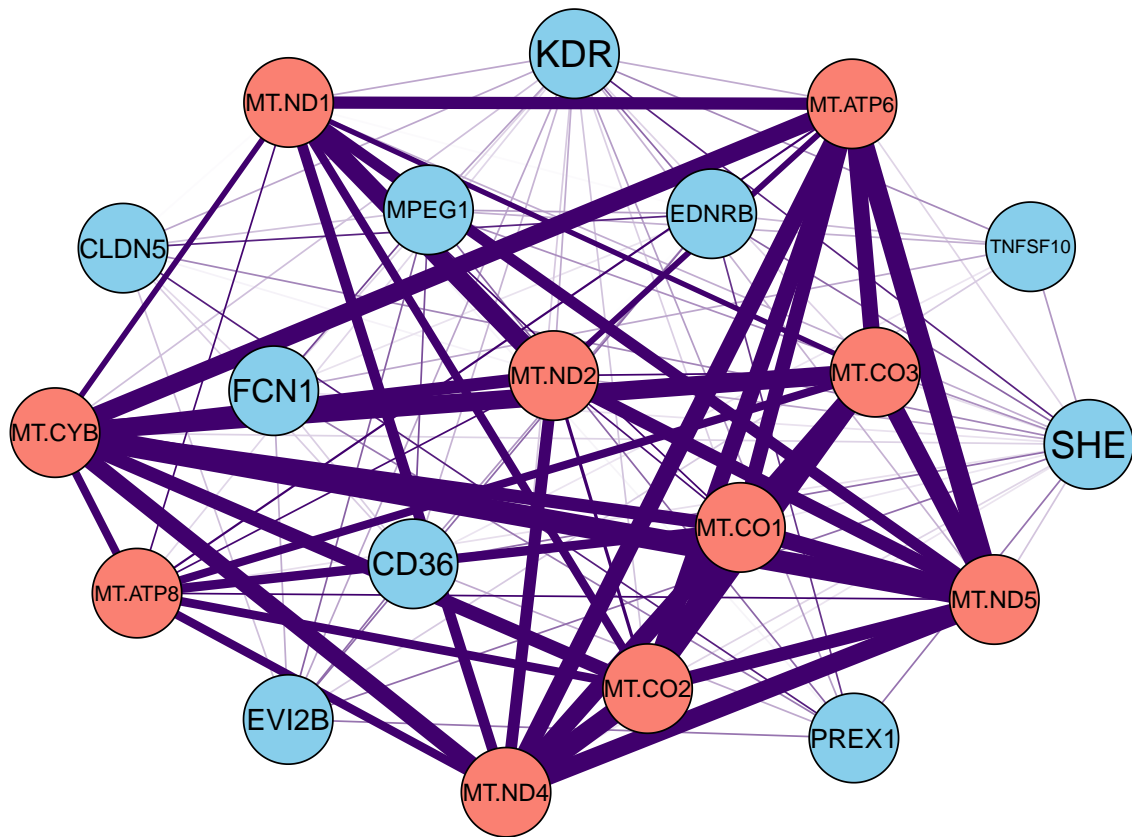 KDR
MT.ND1
MT.ATP6
MPEG1
EDNRB
CLDN5
TNFSF10
MT.ND2
MT.CO3
FCN1
MT.CYB
SHE
MT.CO1
CD36
MT.ATP8
MT.ND5
MT.CO2
EVI2B
PREX1
MT.ND4